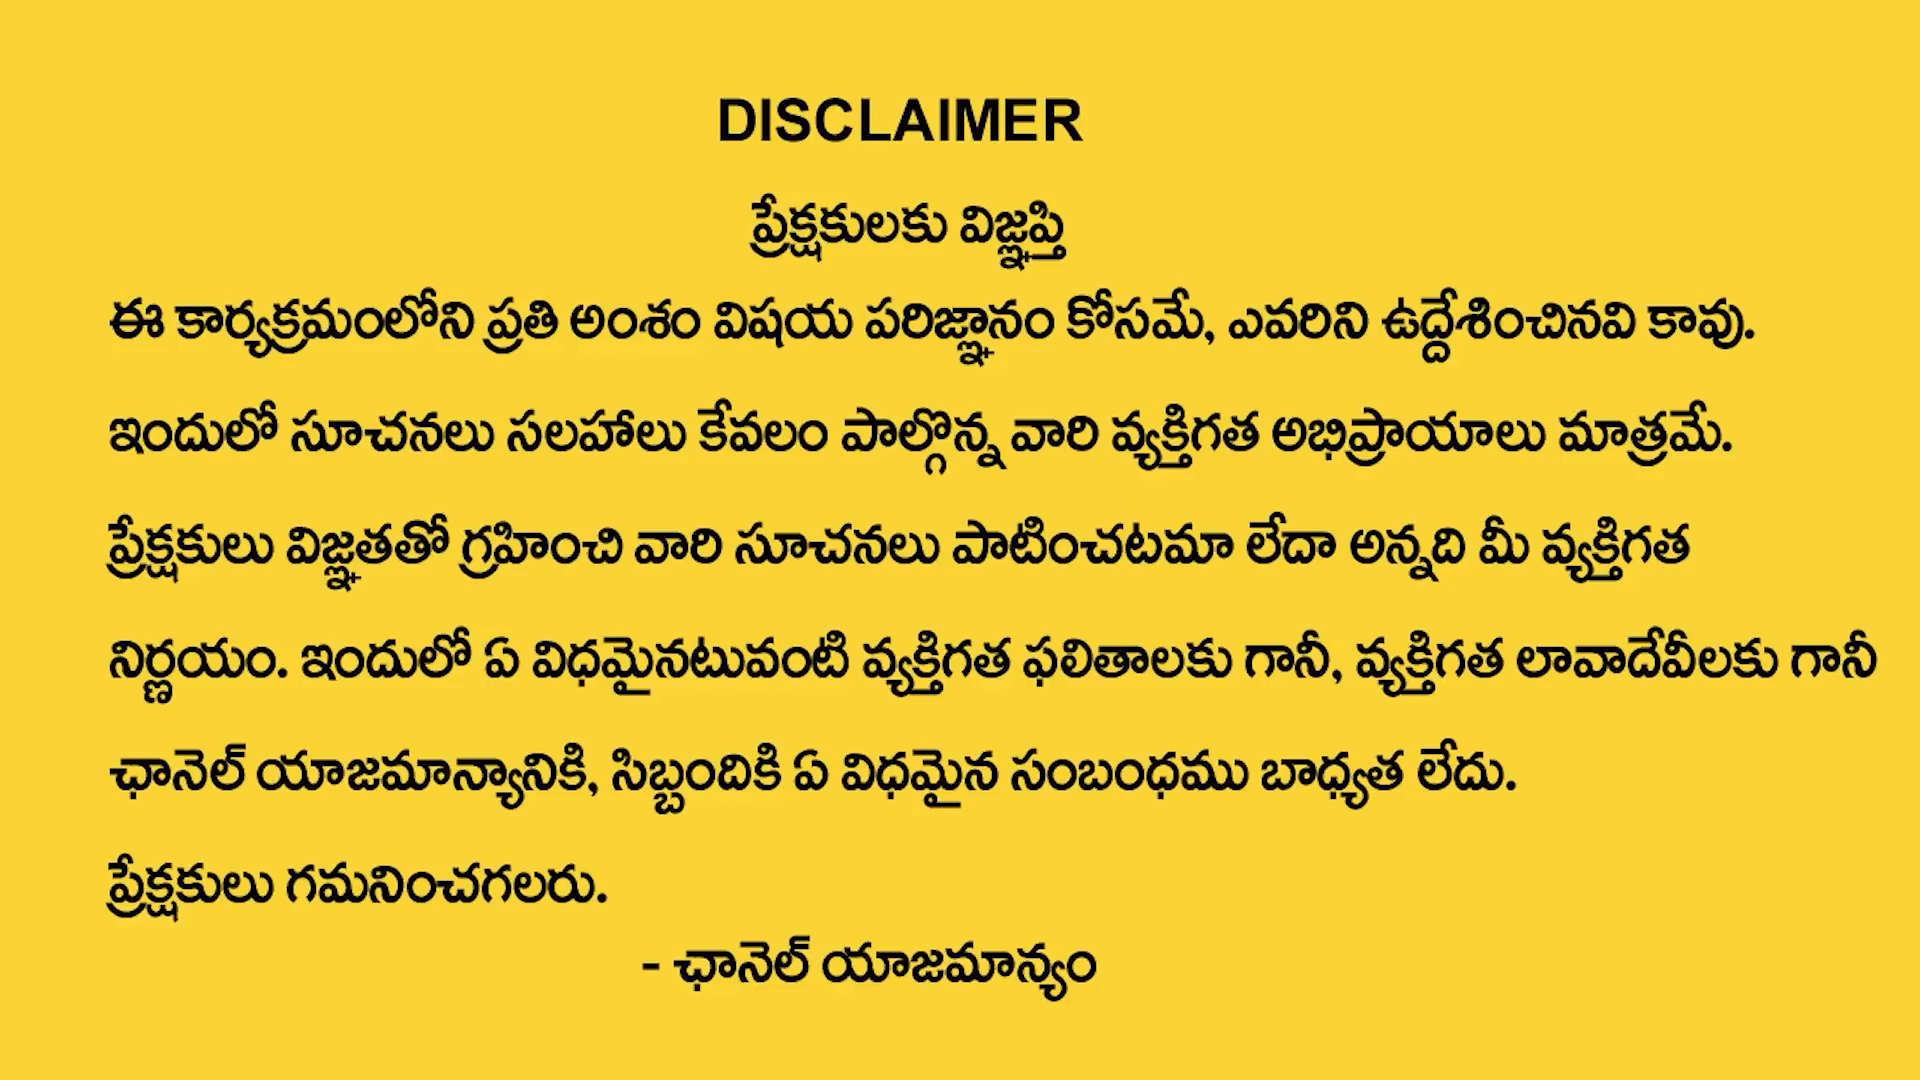 DISCLAIMER
ప్రేక్షకులకు విజ్ఞప్తి
ఈ కార్యక్రమంలోని ప్రతి అంశం విషయ పరిజ్ఞానం కోసమే, ఎవరిని ఉద్దేశించినవి కావు.
ఇందులో సూచనలు సలహాలు కేవలం పాల్గొన్న వారి వ్యక్తిగత అభిప్రాయాలు మాత్రమే.
ప్రేక్షకులు విజ్ఞతతో గ్రహించి వారి సూచనలు పాటించటమా లేదా అన్నది మీ వ్యక్తిగత
నిర్ణయం. ఇందులో ఏ విధమైనటువంటి వ్యక్తిగత ఫలితాలకు గానీ, వ్యక్తిగత లావాదేవీలకు గానీ
ఛానెల్ యాజమాన్యానికి, సిబ్బందికి ఏ విధమైన సంబంధము బాధ్యత లేదు.
ప్రేక్షకులు గమనించగలరు.
- ఛానెల్ యాజమాన్యం